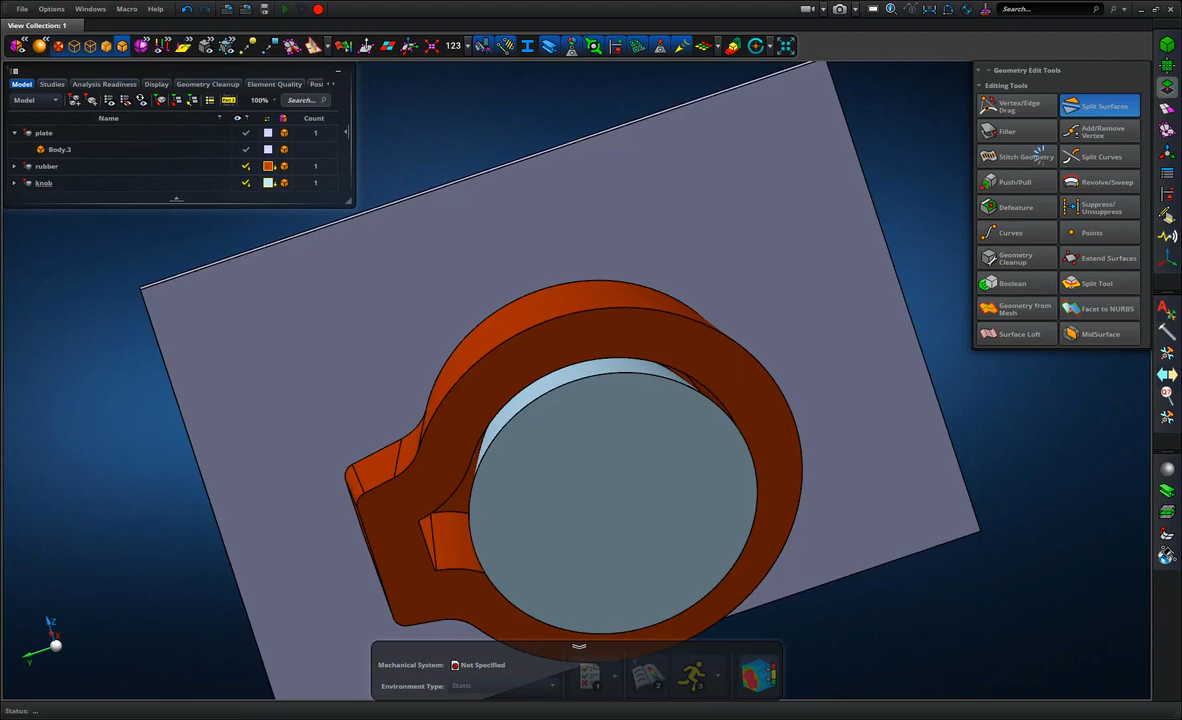 File Options Windows Macro Help Search...
View Collection: 1
123
Model Studies Analysis Readiness Display Geometry Cleanup Element Quality Pos
Model 100% Search...
Name Count
plate 1
Body.3
rubber 1
knob 1
Geometry Edit Tools
Editing Tools
Vertex/Edge Drag Split Surfaces
Filler Add/Remove Vertex
Stitch Geometry Split Curves
Push/Pull Revolve/Sweep
Defeature Suppress/ Unsuppress
Curves Points
Geometry Cleanup Extend Surfaces
Boolean Split Tool
Geometry from Mesh Facet to NURBS
Surface Loft MidSurface
X
Y
Z
Mechanical System: Not Specified
Environment Type: Static
1 2 3
Status: ...